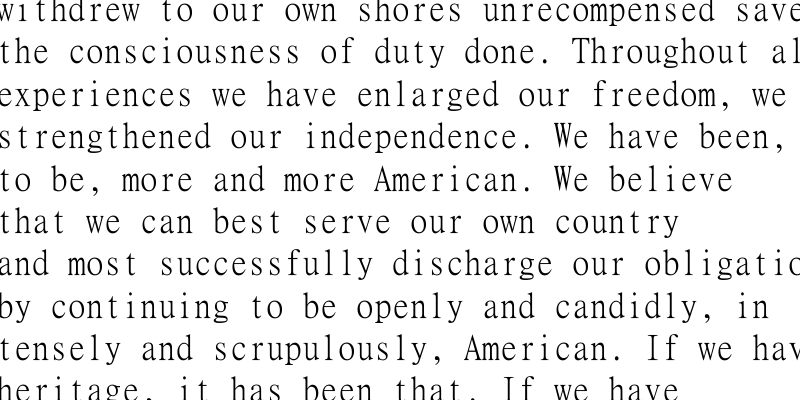 withdrew to our own shores unrecompensed save
the consciousness of duty done. Throughout al
experiences we have enlarged our freedom, we
strengthened our independence. We have been,
to be, more and more American. We believe
that we can best serve our own country
and most successfully discharge our obligatio
by continuing to be openly and candidly, in
tensely and scrupulously, American. If we hav
heritage, it has been that. If we have